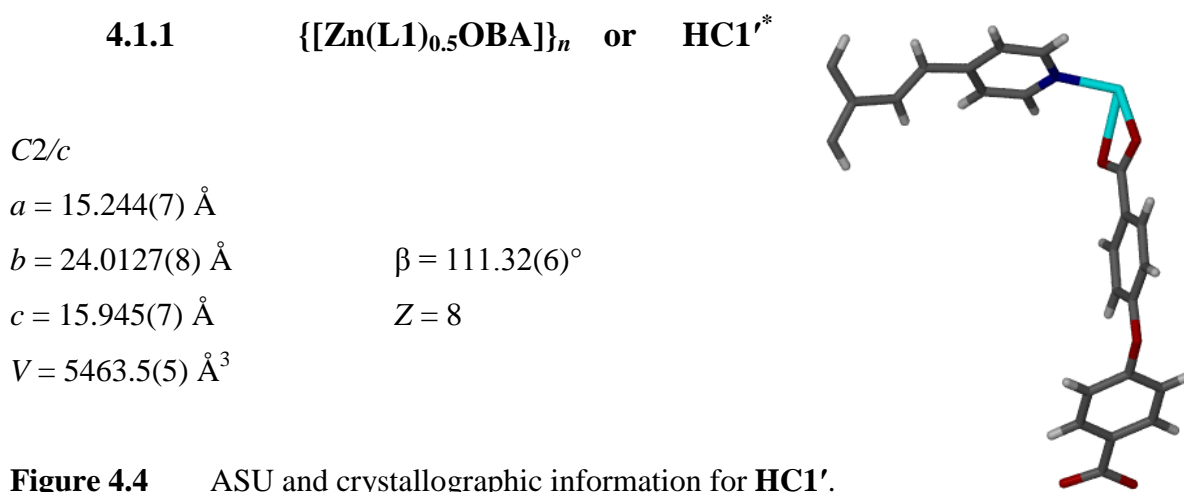 4.1.1 {[Zn(L1)₀.₅OBA]}ₙ or HC1′*
C2/c
a = 15.244(7) Å
b = 24.0127(8) Å β = 111.32(6)°
c = 15.945(7) Å Z = 8
V = 5463.5(5) Å³
Figure 4.4 ASU and crystallographic information for HC1′.